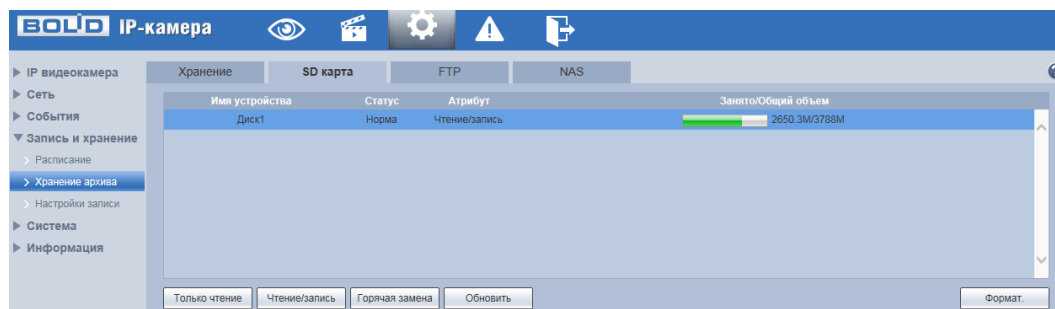 BOLID IP-камера
IP видеокамера
Сеть
События
Запись и хранение
Расписание
Хранение архива
Настройки записи
Система
Информация
Хранение SD карта FTP NAS
Имя устройства Статус Атрибут Занято/Общий объем
Диск1 Норма Чтение/запись 2650.3M/3788M
Только чтение Чтение/запись Горячая замена Обновить Формат.